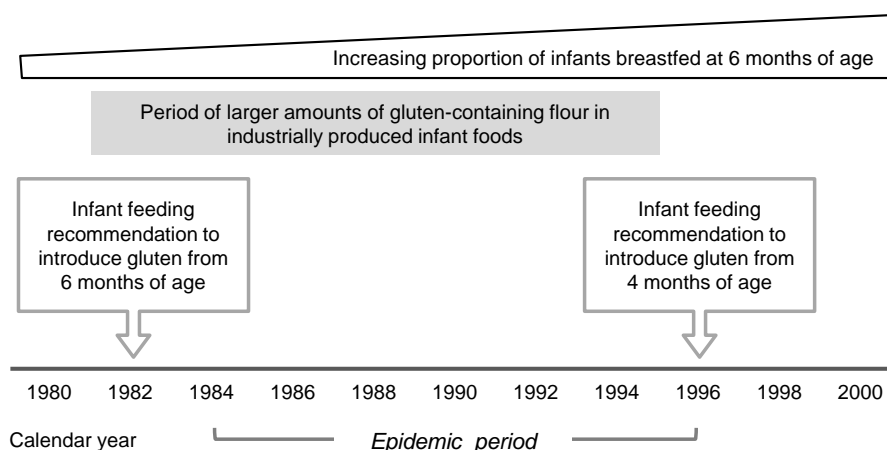 Increasing proportion of infants breastfed at 6 months of age
Period of larger amounts of gluten-containing flour in
industrially produced infant foods
Infant feeding
recommendation to
introduce gluten from
6 months of age
Infant feeding
recommendation to
introduce gluten from
4 months of age
1980 1982 1984 1986 1988 1990 1992 1994 1996 1998 2000
Calendar year Epidemic period